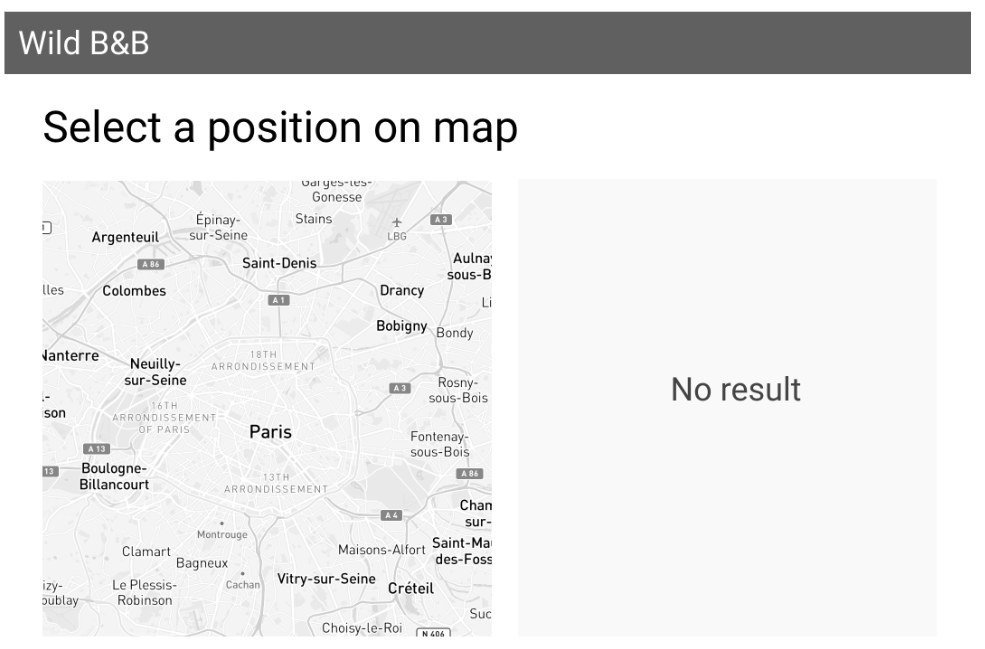 Wild B&B
Select a position on map
Garges-les-
Gonesse
Épinay-
sur-Seine
Stains
A 3
LBG
Argenteuil
A 86
Saint-Denis
Aulnay
sous-B
lles
Colombes
A 1
Drancy
Li
Bobigny
Bondy
Nanterre
Neuilly-
sur-Seine
18TH
ARRONDISSEMENT
A 3
Rosny-
sous-Bois
l-
son
16TH
ARRONDISSEMENT
OF PARIS
Paris
Fontenay-
sous-Bois
A 13
13
Boulogne-
Billancourt
13TH
ARRONDISSEMENT
A 86
Cham
sur-
A 4
Montrouge
Clamart
Bagneux
Maisons-Alfort
Saint-Mau
des-Foss
izy-
oublay
Le Plessis-
Robinson
Cachan
Vitry-sur-Seine
Créteil
Suc
Choisy-le-Roi
N 406
No result